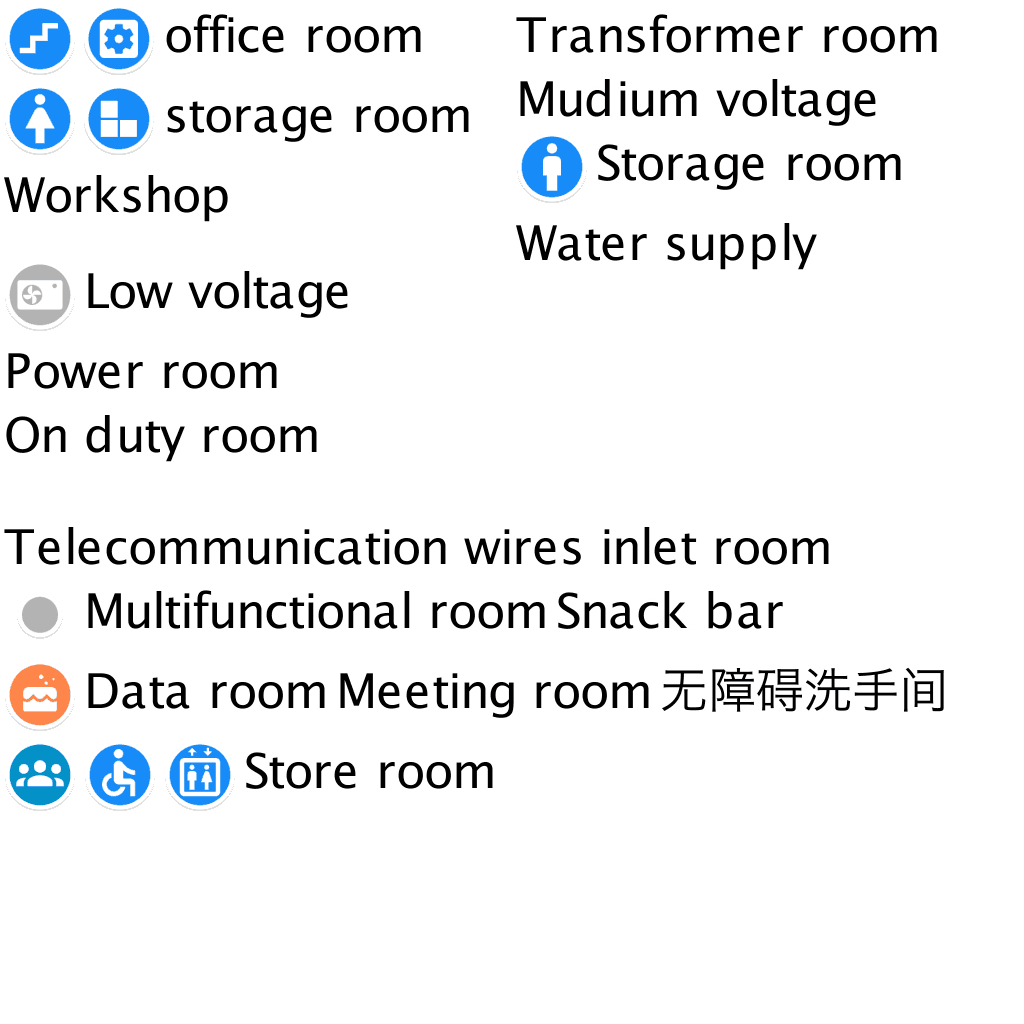 office room
storage room
Workshop
Low voltage
Power room
On duty room
Transformer room
Mudium voltage
Storage room
Water supply
Telecommunication wires inlet room
Multifunctional room Snack bar
Data room Meeting room 无障碍洗手间
Store room